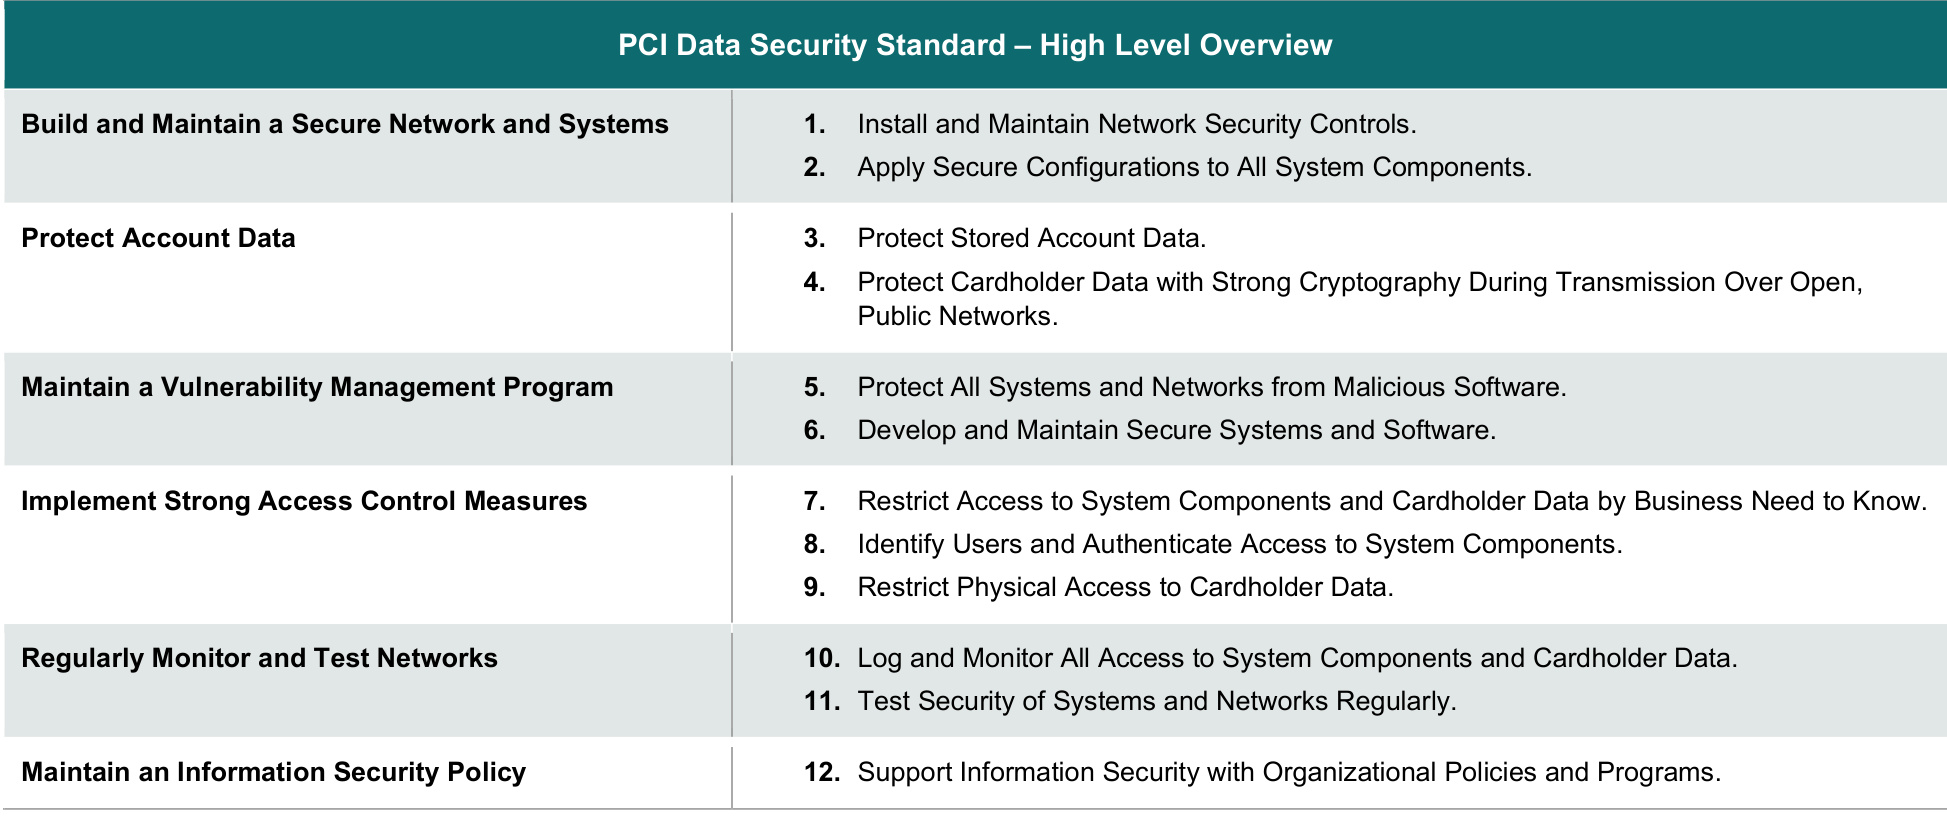 PCI Data Security Standard – High Level Overview
Build and Maintain a Secure Network and Systems
1. Install and Maintain Network Security Controls.
2. Apply Secure Configurations to All System Components.
Protect Account Data
3. Protect Stored Account Data.
4. Protect Cardholder Data with Strong Cryptography During Transmission Over Open,
Public Networks.
Maintain a Vulnerability Management Program
5. Protect All Systems and Networks from Malicious Software.
6. Develop and Maintain Secure Systems and Software.
Implement Strong Access Control Measures
7. Restrict Access to System Components and Cardholder Data by Business Need to Know.
8. Identify Users and Authenticate Access to System Components.
9. Restrict Physical Access to Cardholder Data.
Regularly Monitor and Test Networks
10. Log and Monitor All Access to System Components and Cardholder Data.
11. Test Security of Systems and Networks Regularly.
Maintain an Information Security Policy
12. Support Information Security with Organizational Policies and Programs.